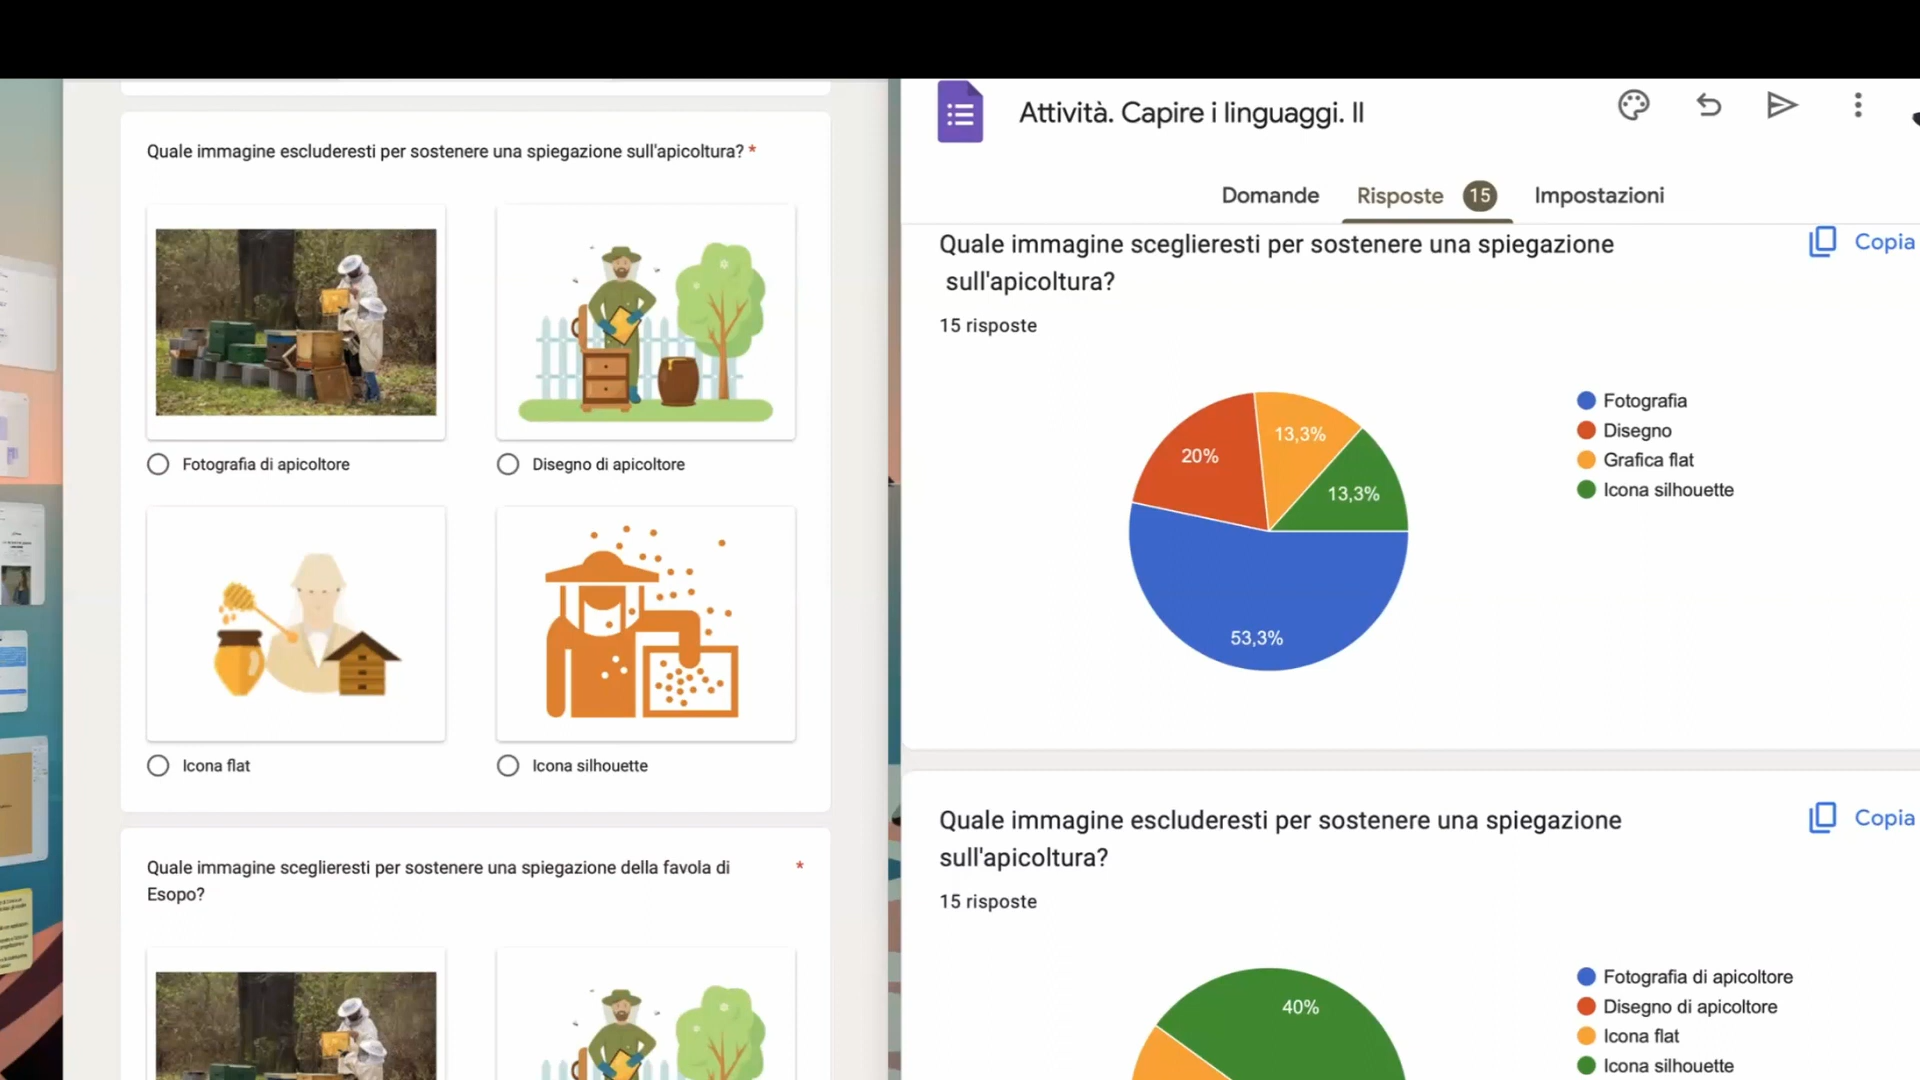 Quale immagine escluderesti per sostenere una spiegazione sull'apicoltura? *
Fotografia di apicoltore
Disegno di apicoltore
Icona flat
Icona silhouette
Quale immagine sceglieresti per sostenere una spiegazione della favola di *
Esopo?
Attività. Capire i linguaggi. II
Domande
Risposte 15
Impostazioni
Quale immagine sceglieresti per sostenere una spiegazione
sull'apicoltura?
Copia
15 risposte
20%
13,3%
13,3%
53,3%
Fotografia
Disegno
Grafica flat
Icona silhouette
Quale immagine escluderesti per sostenere una spiegazione
sull'apicoltura?
Copia
15 risposte
40%
Fotografia di apicoltore
Disegno di apicoltore
Icona flat
Icona silhouette